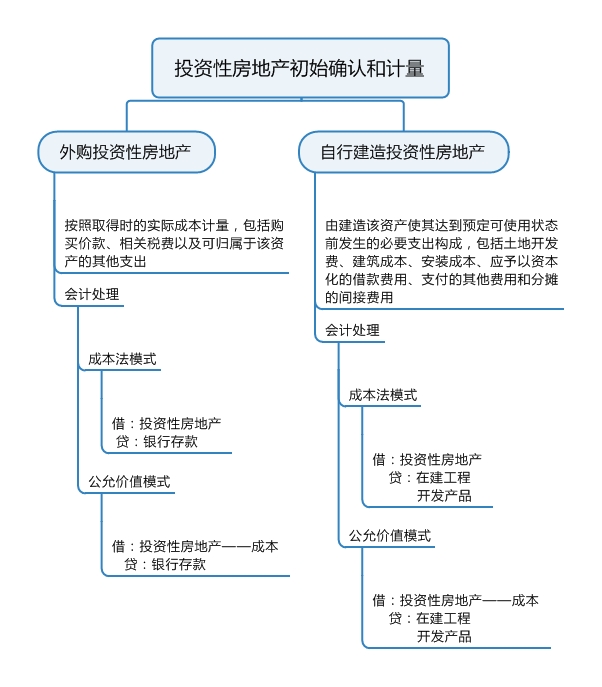 投资性房地产初始确认和计量
外购投资性房地产
按照取得时的实际成本计量，包括购
买价款、相关税费以及可归属于该资
产的其他支出
会计处理
成本法模式
借：投资性房地产
贷：银行存款
公允价值模式
借：投资性房地产——成本
贷：银行存款
自行建造投资性房地产
由建造该资产使其达到预定可使用状态
前发生的必要支出构成，包括土地开发
费、建筑成本、安装成本、应予以资本
化的借款费用、支付的其他费用和分摊
的间接费用
会计处理
成本法模式
借：投资性房地产
贷：在建工程
开发产品
公允价值模式
借：投资性房地产——成本
贷：在建工程
开发产品